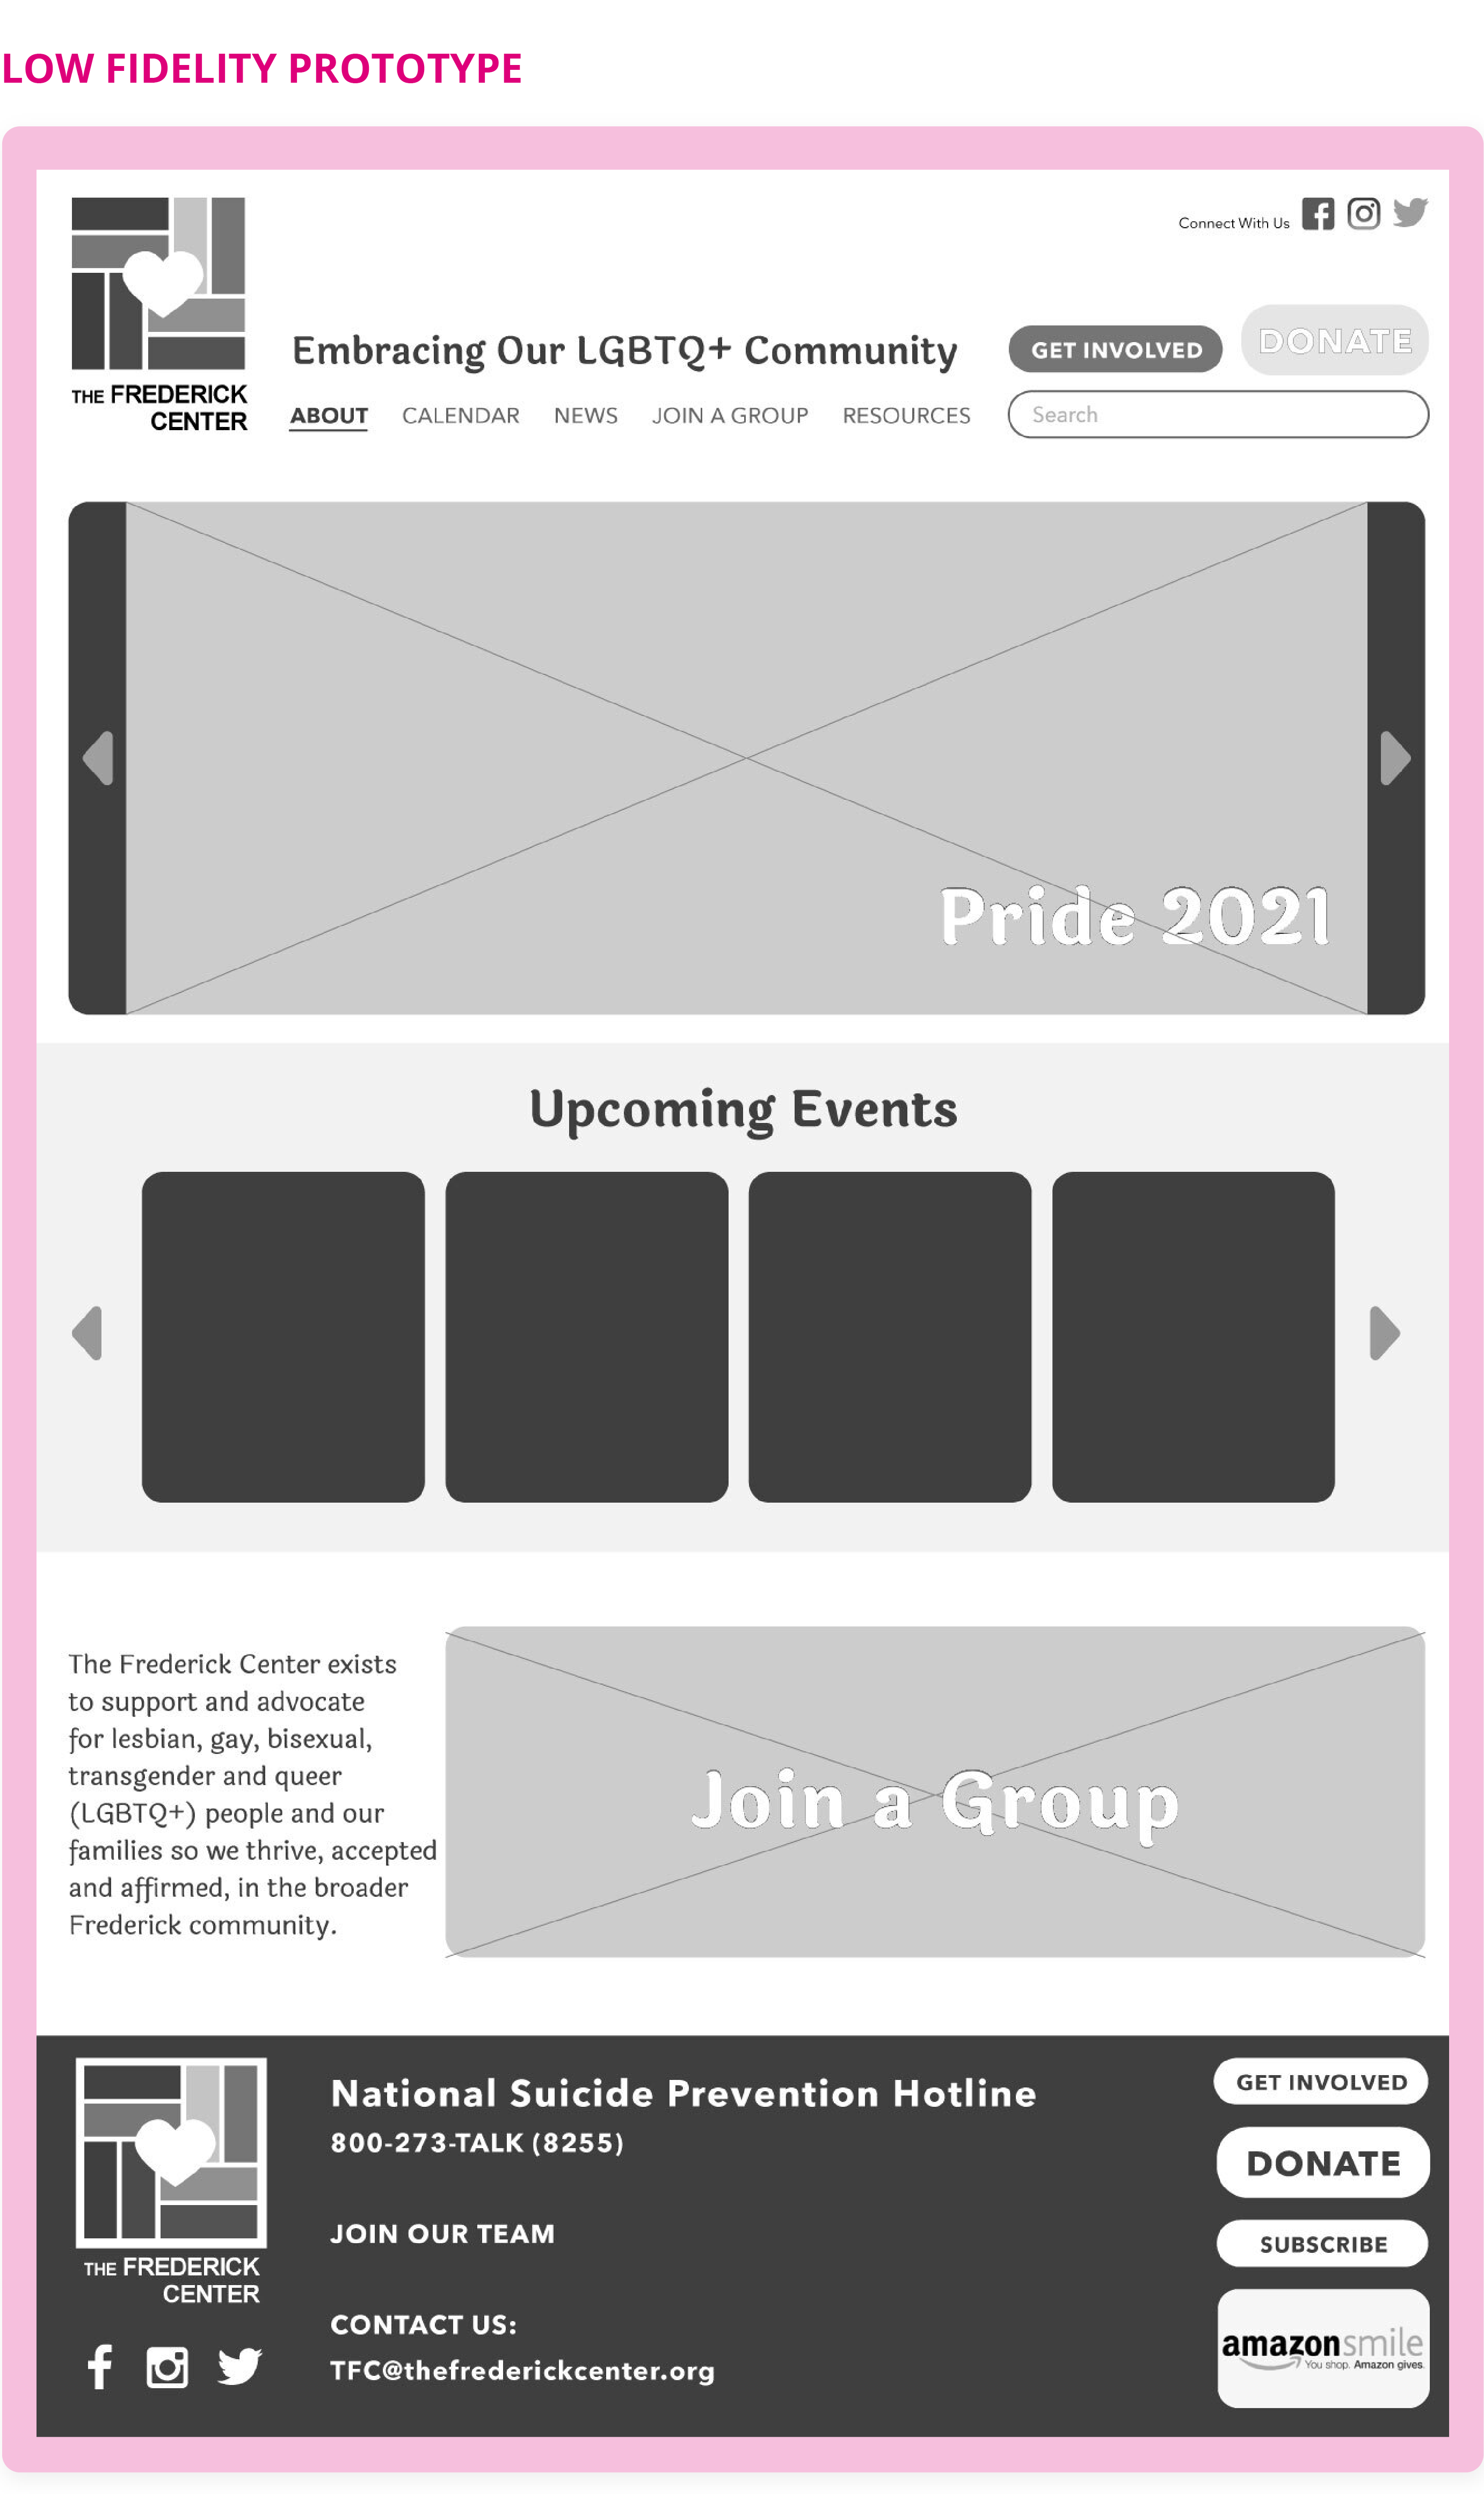 LOW FIDELITY PROTOTYPE
Connect With Us
THE FREDERICK
CENTER
Embracing Our LGBTQ+ Community
GET INVOLVED
DONATE
ABOUT CALENDAR NEWS JOIN A GROUP RESOURCES
Search
Pride 2021
Upcoming Events
The Frederick Center exists
to support and advocate
for lesbian, gay, bisexual,
transgender and queer
(LGBTQ+) people and our
families so we thrive, accepted
and affirmed, in the broader
Frederick community.
Join a Group
THE FREDERICK
CENTER
National Suicide Prevention Hotline
800-273-TALK (8255)
JOIN OUR TEAM
CONTACT US:
TFC@thefrederickcenter.org
GET INVOLVED
DONATE
SUBSCRIBE
amazonsmile
You shop. Amazon gives.